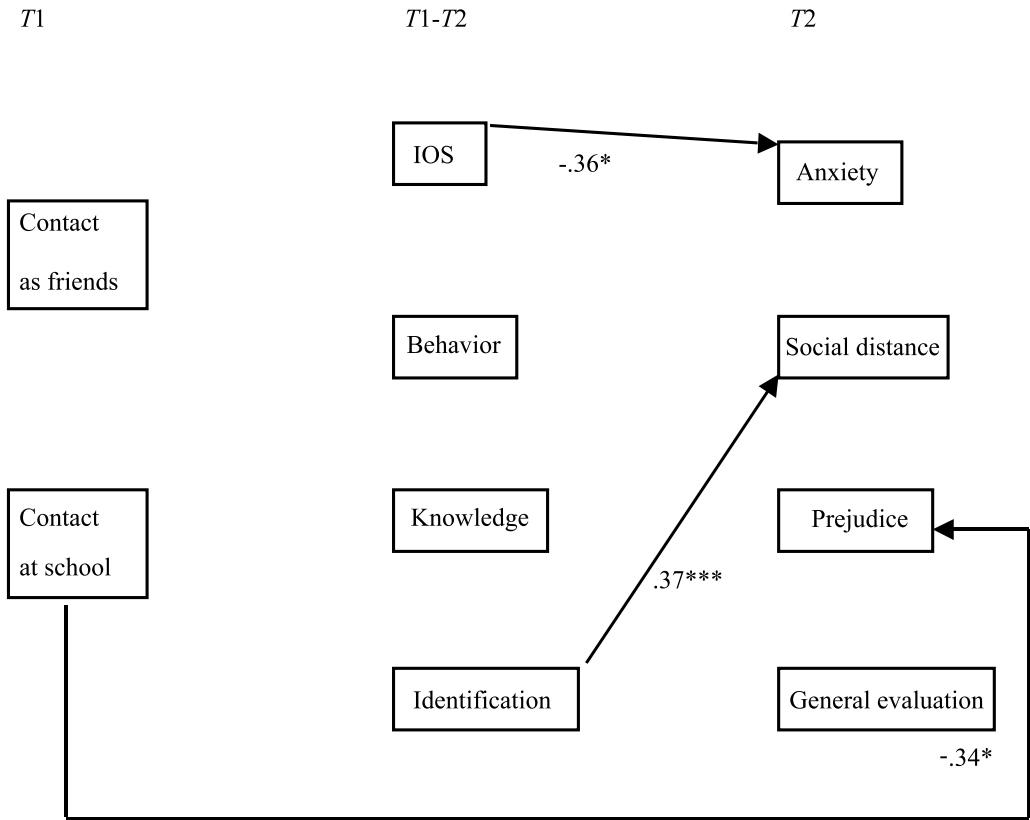 T1
T1-T2
T2
IOS
-.36*
Anxiety
Contact
as friends
Behavior
Social distance
Contact
at school
Knowledge
Prejudice
.37***
Identification
General evaluation
-.34*